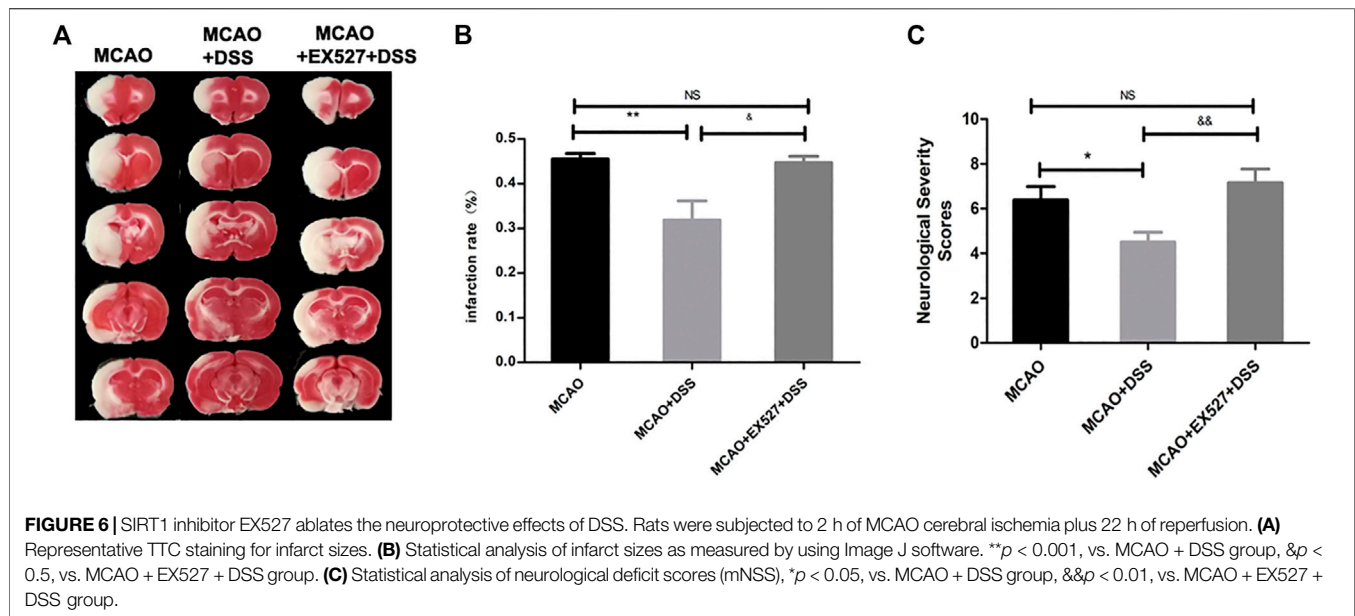 A
MCAO
MCAO
+DSS
MCAO
+EX527+DSS
B
NS
**
&
0.5
0.4
0.3
0.2
0.1
0.0
infarction rate (%)
MCAO
MCAO+DSS
MCAO+EX527+DSS
C
NS
&&
*
10
8
6
4
2
0
Neurological Severity
Scores
MCAO
MCAO+DSS
MCAO+EX527+DSS
FIGURE 6 | SIRT1 inhibitor EX527 ablates the neuroprotective effects of DSS. Rats were subjected to 2 h of MCAO cerebral ischemia plus 22 h of reperfusion. (A)
Representative TTC staining for infarct sizes. (B) Statistical analysis of infarct sizes as measured by using Image J software. **p < 0.001, vs. MCAO + DSS group, &p <
0.5, vs. MCAO + EX527 + DSS group. (C) Statistical analysis of neurological deficit scores (mNSS), *p < 0.05, vs. MCAO + DSS group, &&p < 0.01, vs. MCAO + EX527 +
DSS group.